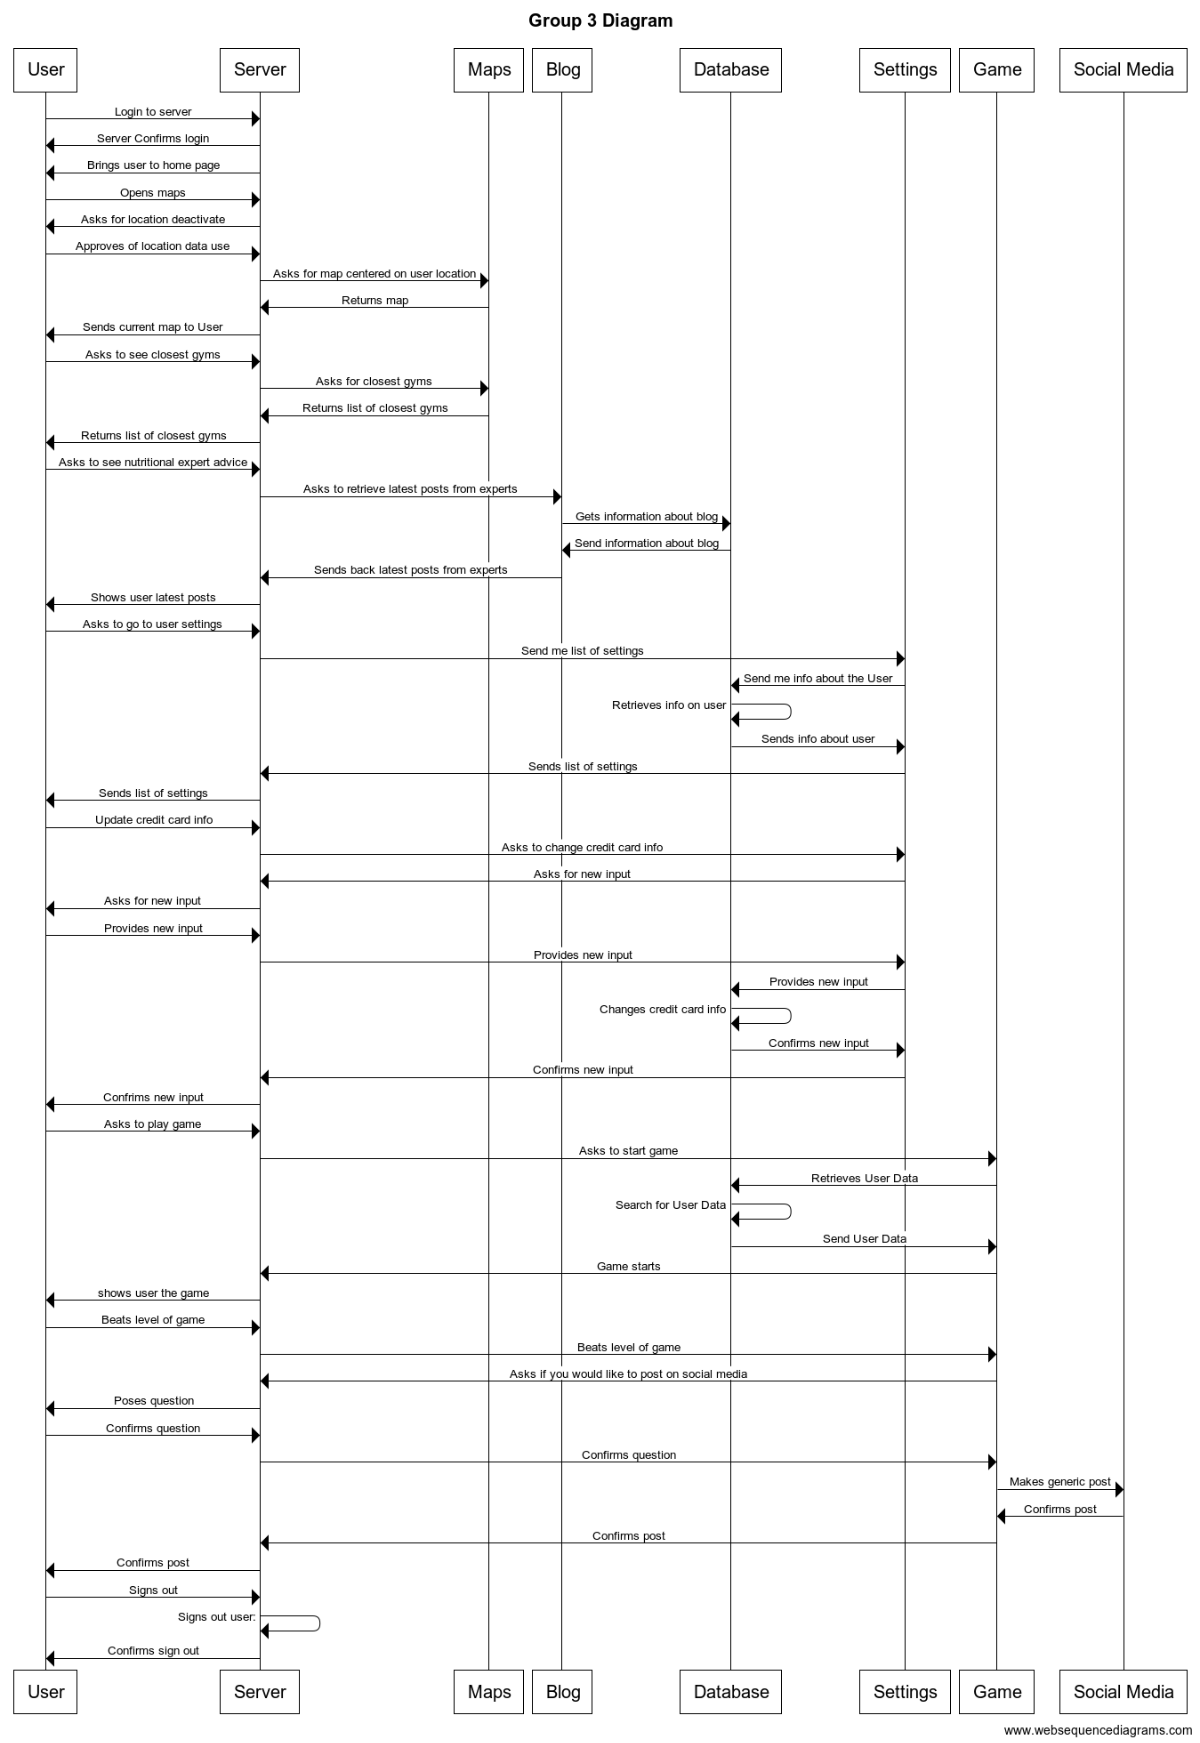 Group 3 Diagram
User Server Maps Blog Database Settings Game Social Media
Login to server
Server Confirms login
Brings user to home page
Opens maps
Asks for location deactivate
Approves of location data use
Asks for map centered on user location
Returns map
Sends current map to User
Asks to see closest gyms
Asks for closest gyms
Returns list of closest gyms
Returns list of closest gyms
Asks to see nutritional expert advice
Asks to retrieve latest posts from experts
Gets information about blog
Send information about blog
Sends back latest posts from experts
Shows user latest posts
Asks to go to user settings
Send me list of settings
Send me info about the User
Retrieves info on user
Sends info about user
Sends list of settings
Sends list of settings
Update credit card info
Asks to change credit card info
Asks for new input
Asks for new input
Provides new input
Provides new input
Provides new input
Changes credit card info
Confirms new input
Confirms new input
Confrims new input
Asks to play game
Asks to start game
Retrieves User Data
Search for User Data
Send User Data
Game starts
shows user the game
Beats level of game
Beats level of game
Asks if you would like to post on social media
Poses question
Confirms question
Confirms question
Makes generic post
Confirms post
Confirms post
Confirms post
Signs out
Signs out user:
Confirms sign out
User Server Maps Blog Database Settings Game Social Media
www.websequencediagrams.com